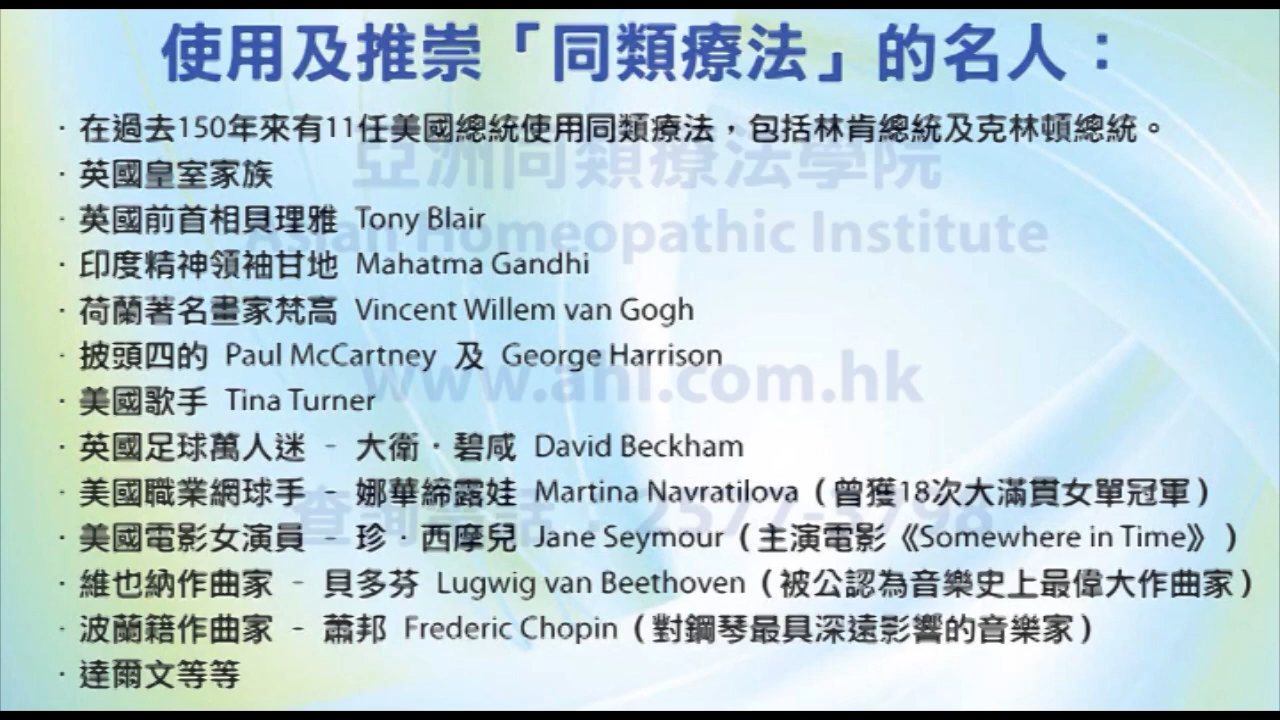 使用及推崇「同類療法」的名人：
· 在過去150年來有11任美國總統使用同類療法，包括林肯總統及克林頓總統。
亞洲同類療法學院
· 英國皇室家族
· 英國前首相貝理雅 Tony Blair
Asian Homeopathic Institute
· 印度精神領袖甘地 Mahatma Gandhi
· 荷蘭著名畫家梵高 Vincent Willem van Gogh
· 披頭四的 Paul McCartney 及 George Harrison
www.ahi.com.hk
· 美國歌手 Tina Turner
· 英國足球萬人迷 – 大衛·碧咸 David Beckham
· 美國職業網球手 – 娜華締露娃 Martina Navratilova（曾獲18次大滿貫女單冠軍）
查詢電話：2577-3798
· 美國電影女演員 – 珍·西摩兒 Jane Seymour（主演電影《Somewhere in Time》）
· 維也納作曲家 – 貝多芬 Lugwig van Beethoven（被公認為音樂史上最偉大作曲家）
· 波蘭籍作曲家 – 蕭邦 Frederic Chopin（對鋼琴最具深遠影響的音樂家）
· 達爾文等等